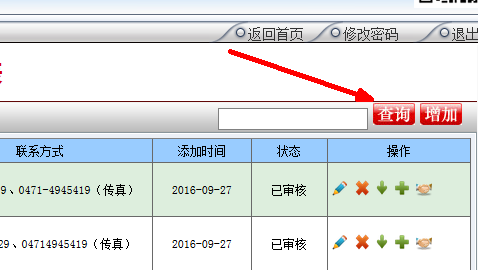 返回首页 修改密码 退出
查询 增加
联系方式 添加时间 状态 操作
9、0471-4945419（传真） 2016-09-27 已审核
29、04714945419（传真） 2016-09-27 已审核